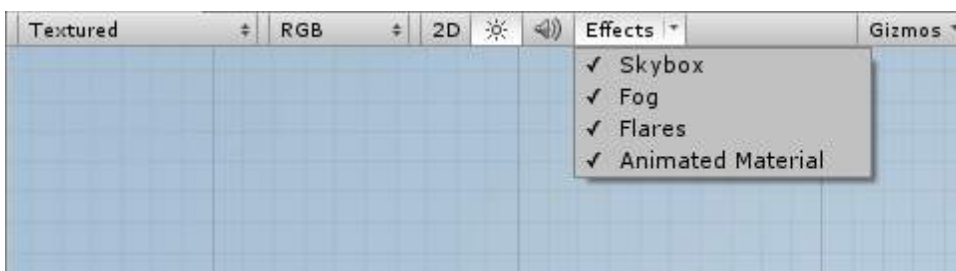 Textured RGB 2D Effects Gizmos
Skybox
Fog
Flares
Animated Material